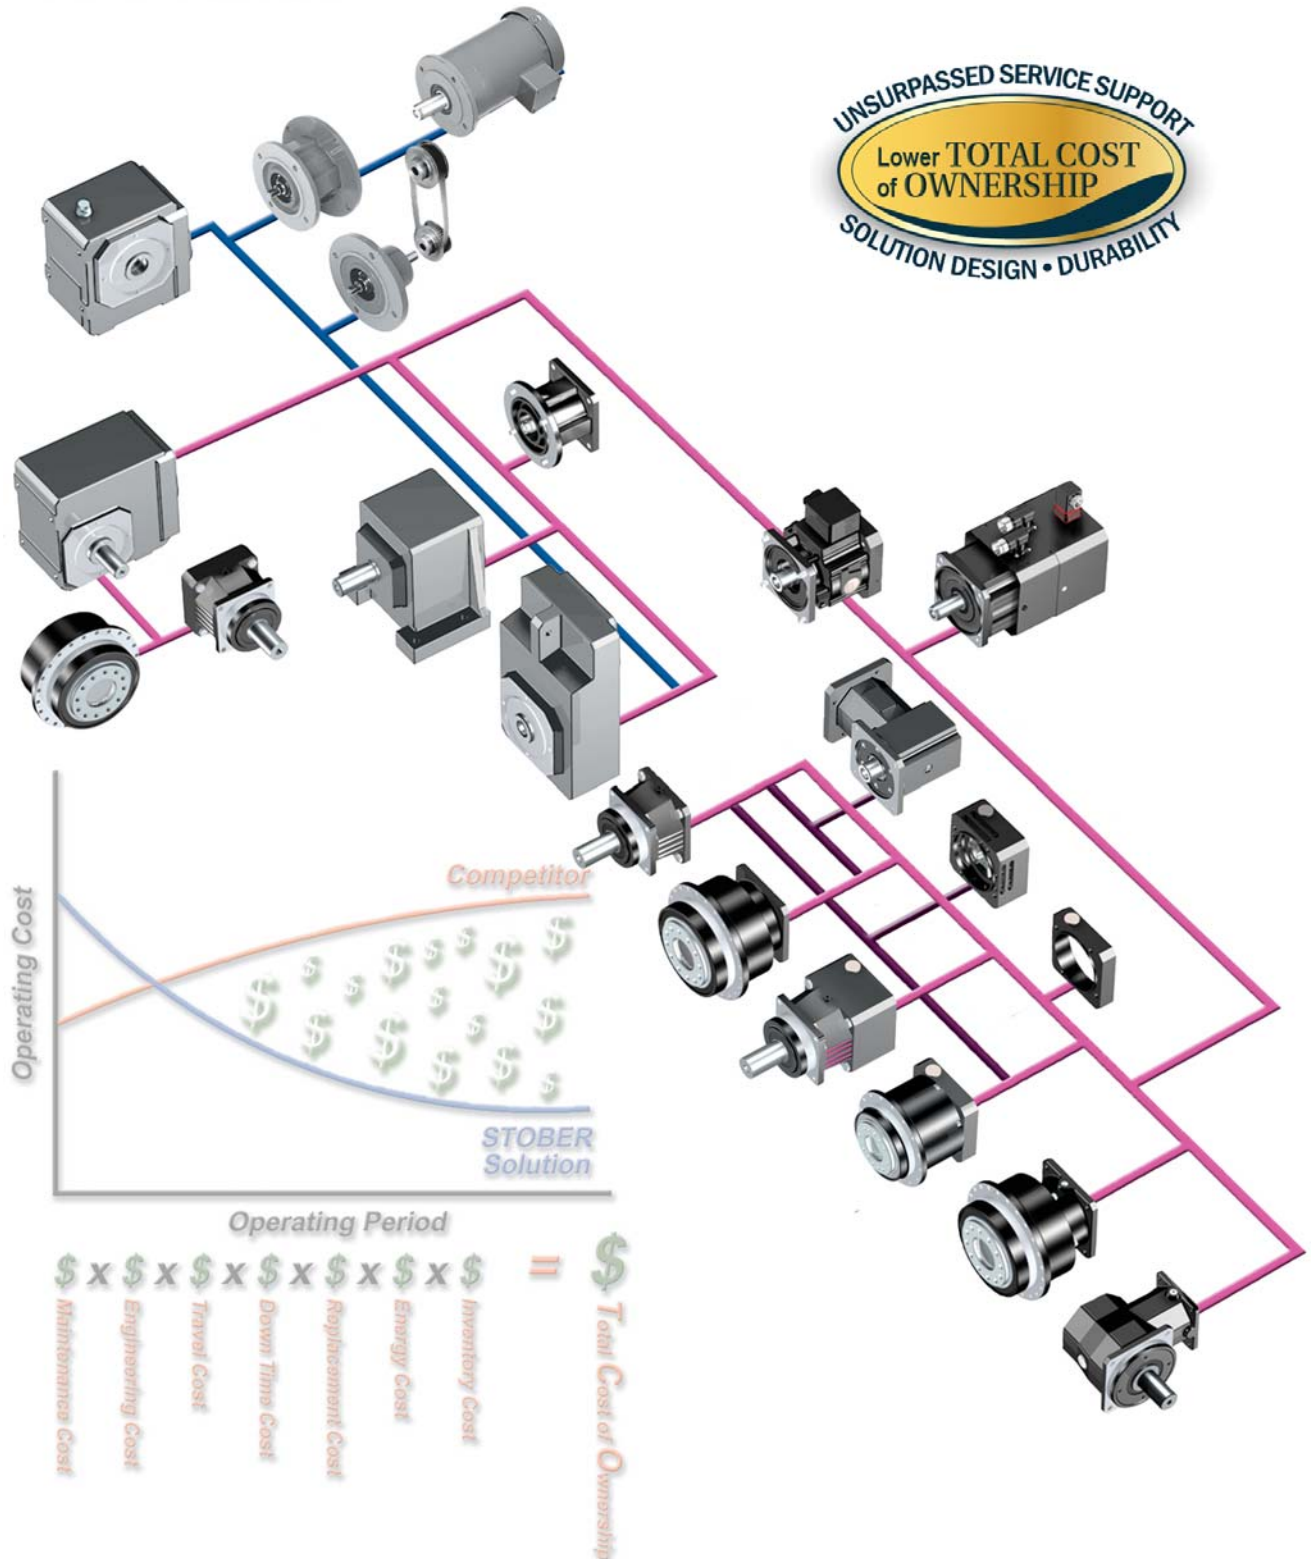 UNSURPASSED SERVICE SUPPORT
Lower TOTAL COST
of OWNERSHIP
SOLUTION DESIGN • DURABILITY
Competitor
Operating Cost
$ $ $ $ $ $ $ $ $ $ $ $ $ $ $ $
STOBER
Solution
Operating Period
$ x $ x $ x $ x $ x $ x $ = $
Maintenance Cost
Engineering Cost
Travel Cost
Down Time Cost
Replacement Cost
Energy Cost
Inventory Cost
Total Cost of Ownership